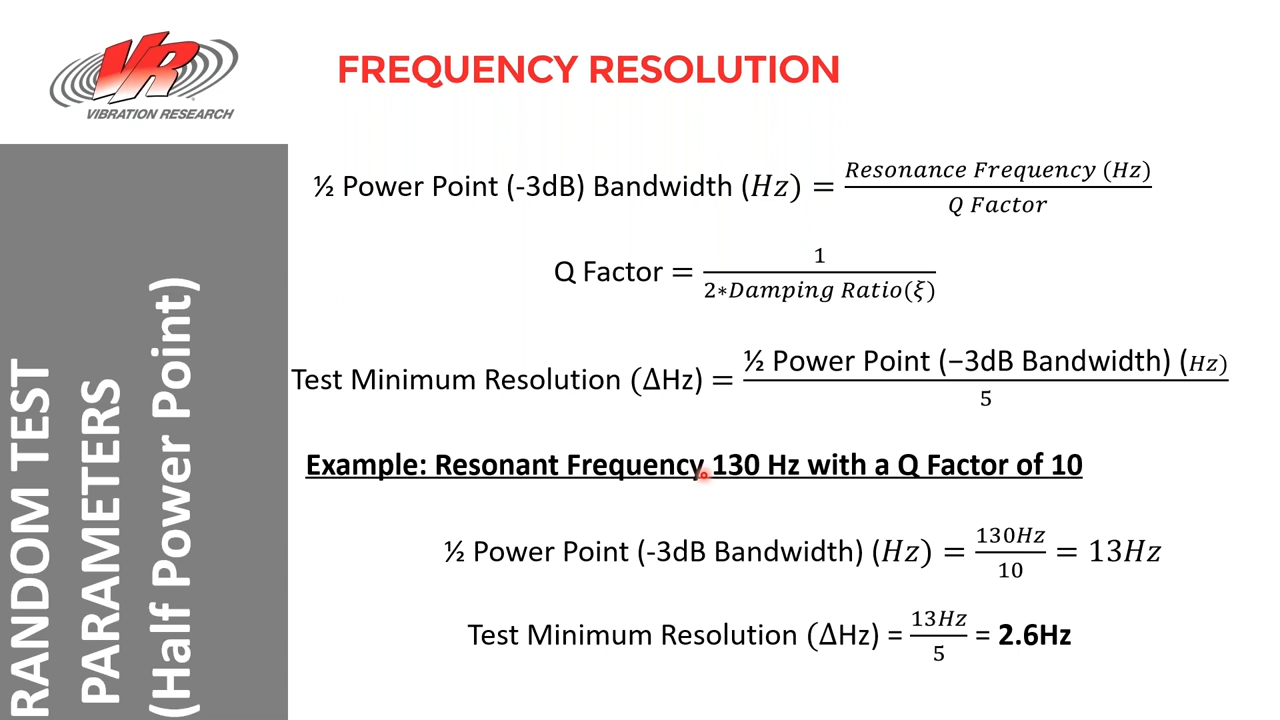 VR
VIBRATION RESEARCH
FREQUENCY RESOLUTION
RANDOM TEST
PARAMETERS
(Half Power Point)
½ Power Point (-3dB) Bandwidth (Hz) = Resonance Frequency (Hz) / Q Factor
Q Factor = 1 / 2*Damping Ratio(ξ)
Test Minimum Resolution (ΔHz) = ½ Power Point (−3dB Bandwidth) (Hz) / 5
Example: Resonant Frequency 130 Hz with a Q Factor of 10
½ Power Point (-3dB Bandwidth) (Hz) = 130Hz / 10 = 13Hz
Test Minimum Resolution (ΔHz) = 13Hz / 5 = 2.6Hz